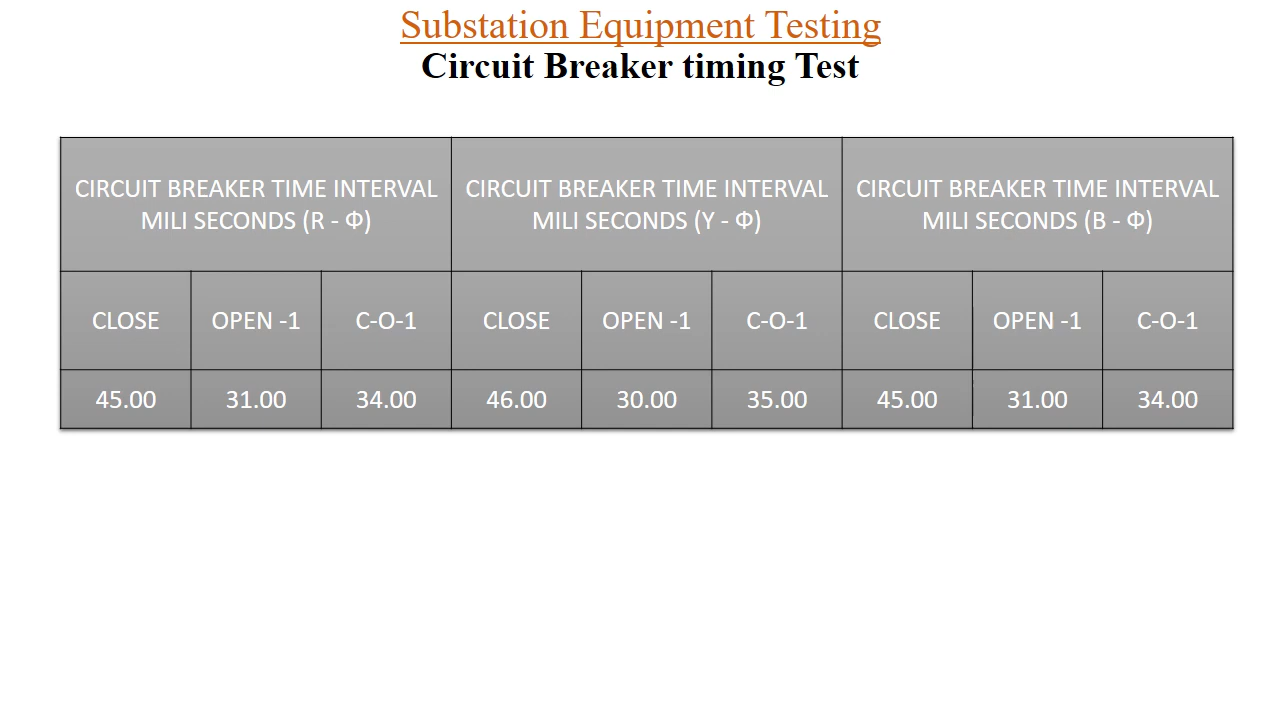 Substation Equipment Testing
Circuit Breaker timing Test
CIRCUIT BREAKER TIME INTERVAL
MILI SECONDS (R - Φ)
CIRCUIT BREAKER TIME INTERVAL
MILI SECONDS (Y - Φ)
CIRCUIT BREAKER TIME INTERVAL
MILI SECONDS (B - Φ)
CLOSE OPEN -1 C-O-1 CLOSE OPEN -1 C-O-1 CLOSE OPEN -1 C-O-1
45.00 31.00 34.00 46.00 30.00 35.00 45.00 31.00 34.00